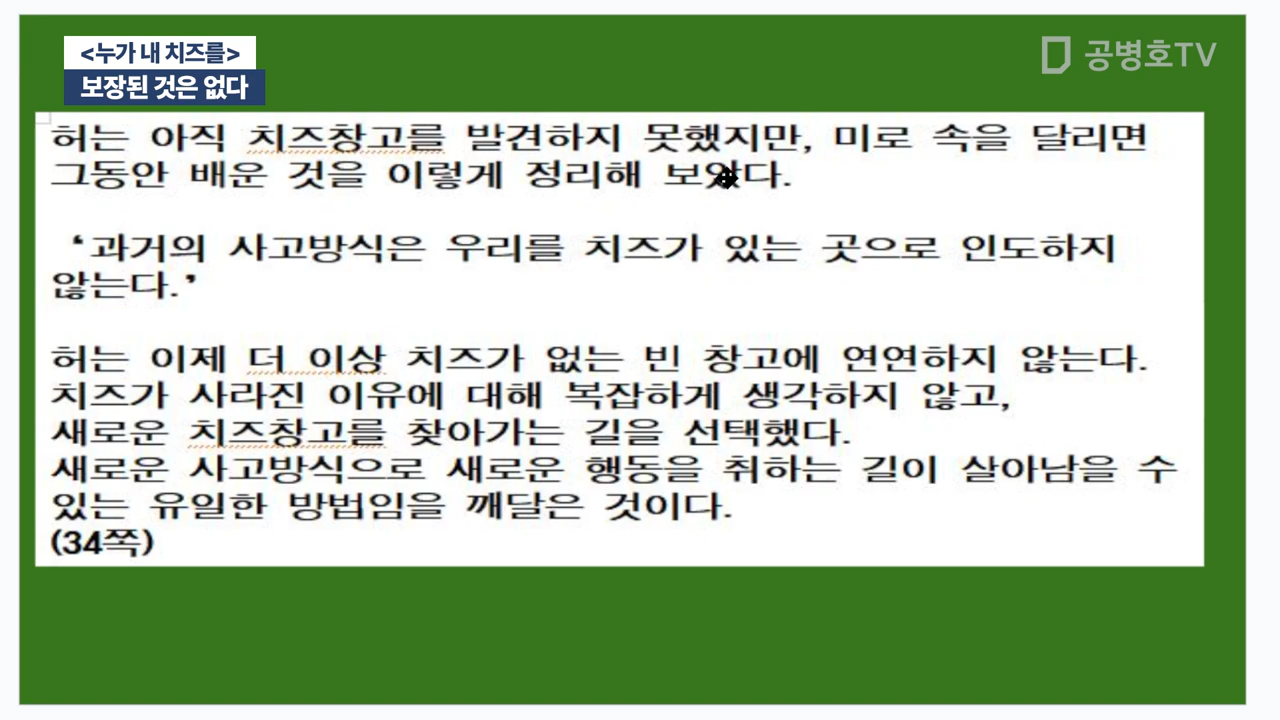 <누가 내 치즈를>
보장된 것은 없다
공병호TV
허는 아직 치즈창고를 발견하지 못했지만, 미로 속을 달리면
그동안 배운 것을 이렇게 정리해 보았다.
‘과거의 사고방식은 우리를 치즈가 있는 곳으로 인도하지
않는다.’
허는 이제 더 이상 치즈가 없는 빈 창고에 연연하지 않는다.
치즈가 사라진 이유에 대해 복잡하게 생각하지 않고,
새로운 치즈창고를 찾아가는 길을 선택했다.
새로운 사고방식으로 새로운 행동을 취하는 길이 살아남을 수
있는 유일한 방법임을 깨달은 것이다.
(34쪽)